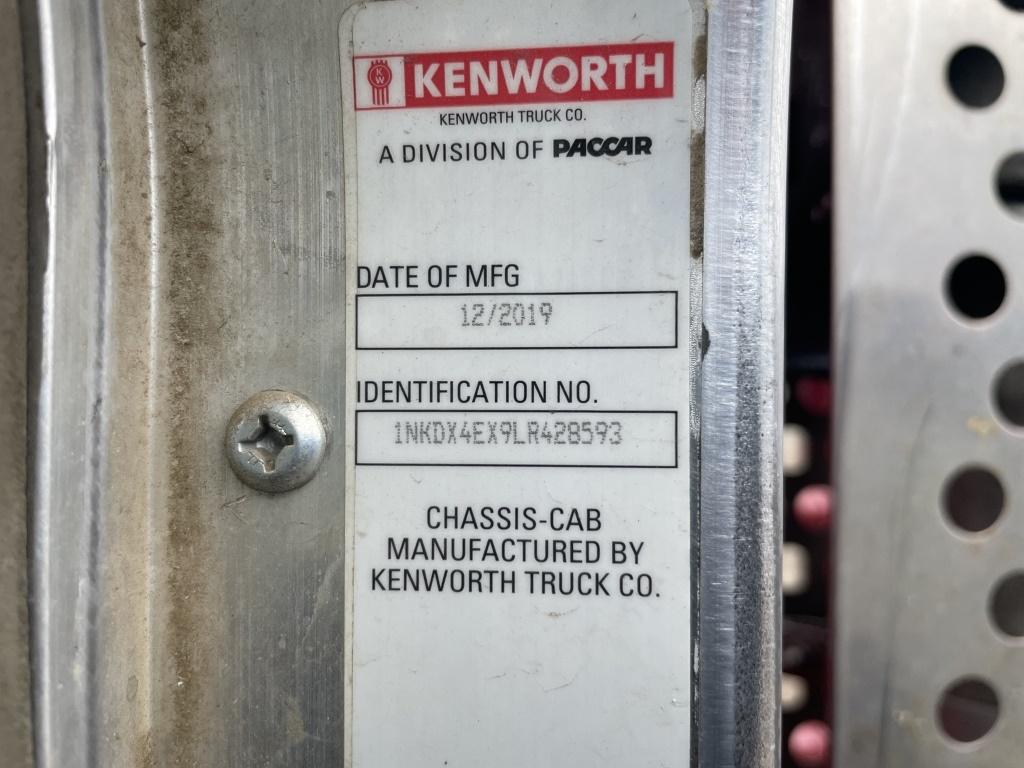 KW KENWORTH
KENWORTH TRUCK CO.
A DIVISION OF PACCAR
DATE OF MFG
12/2019
IDENTIFICATION NO.
1NKDX4EX9LR428593
CHASSIS-CAB
MANUFACTURED BY
KENWORTH TRUCK CO.